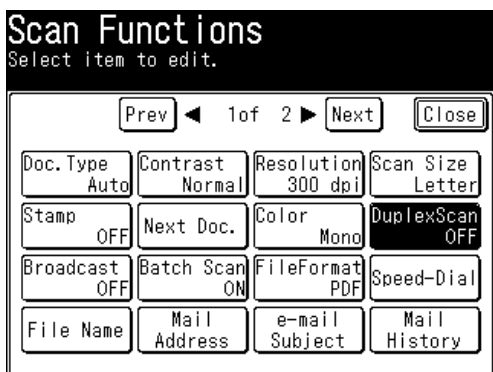 Scan Functions
Select item to edit.
Prev ◀ 1of 2 ▶ Next Close
Doc.Type Auto
Contrast Normal
Resolution 300 dpi
Scan Size Letter
Stamp OFF
Next Doc.
Color Mono
DuplexScan OFF
Broadcast OFF
Batch Scan ON
FileFormat PDF
Speed-Dial
File Name
Mail Address
e-mail Subject
Mail History